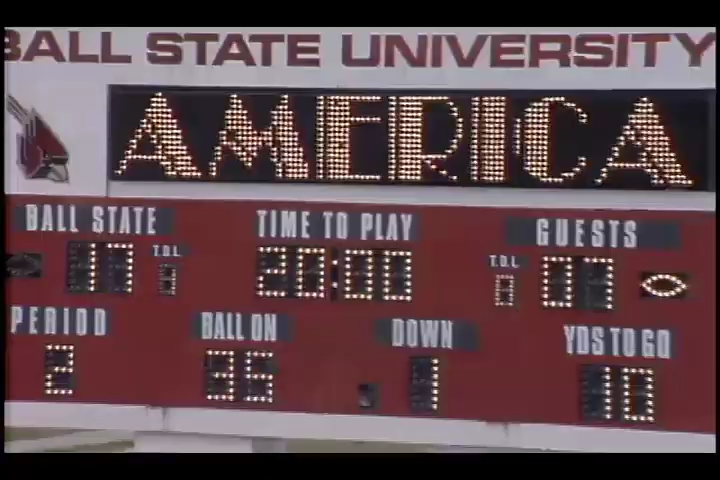 BALL STATE UNIVERSITY
AMERICA
BALL STATE TIME TO PLAY GUESTS
T.O.L. T.O.L.
17 20:00
PERIOD BALL ON DOWN YDS TO GO
2 35 1 10